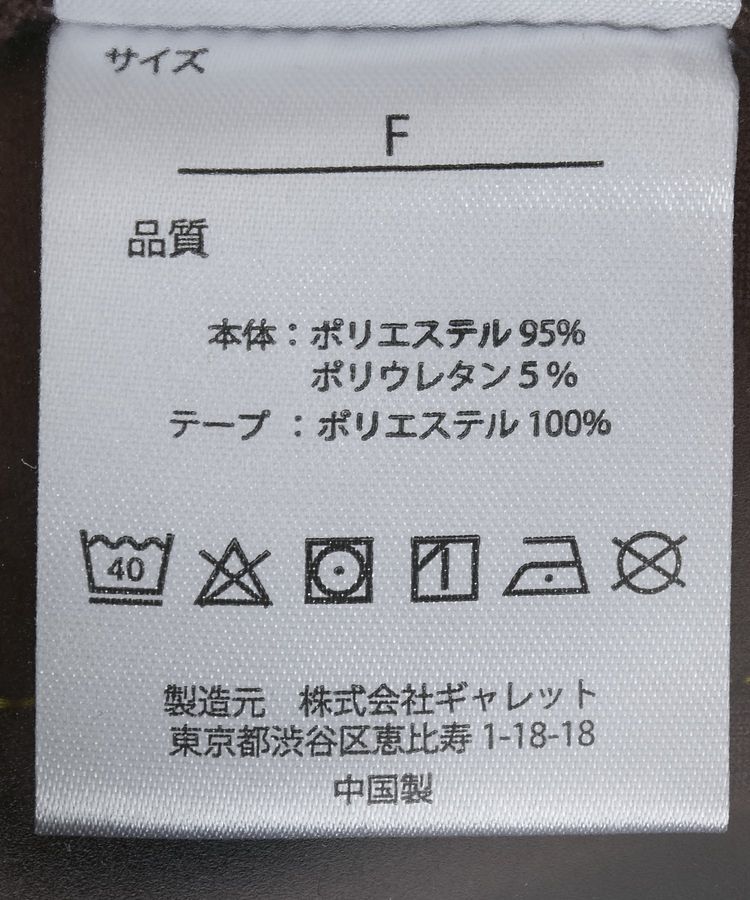 サイズ
F
品質
本体：ポリエステル 95%
ポリウレタン 5 %
テープ ：ポリエステル 100%
40
製造元　株式会社ギャレット
東京都渋谷区恵比寿 1-18-18
中国製